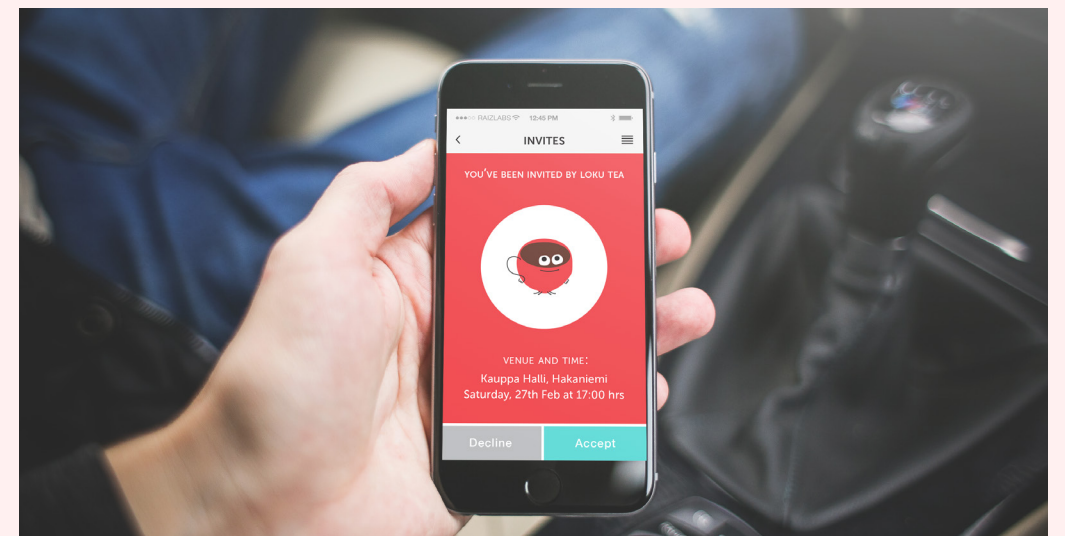 RAIZLABS 12:45 PM
INVITES
YOU'VE BEEN INVITED BY LOKU TEA
VENUE AND TIME:
Kauppa Halli, Hakaniemi
Saturday, 27th Feb at 17:00 hrs
Decline Accept